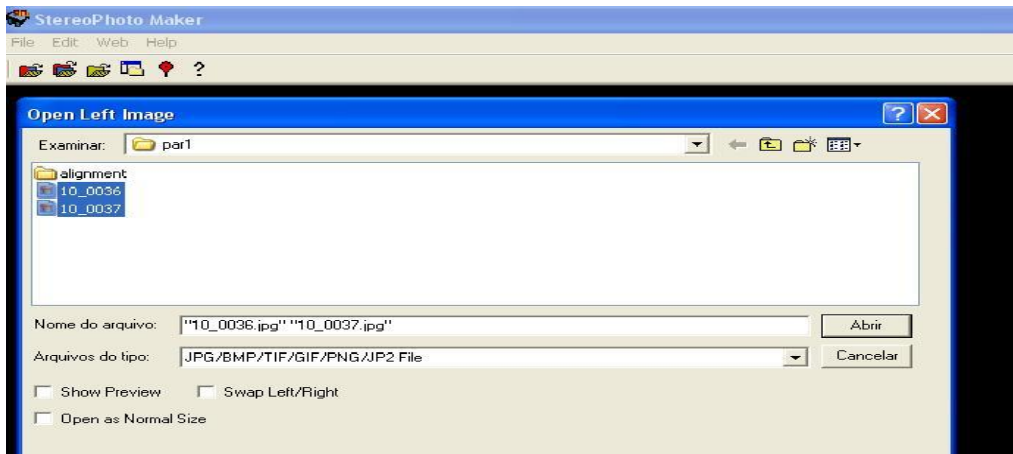 StereoPhoto Maker
File Edit Web Help
?
Open Left Image
?
Examinar: par1
alignment
10_0036
10_0037
Nome do arquivo: "10_0036.jpg" "10_0037.jpg" Abrir
Arquivos do tipo: JPG/BMP/TIF/GIF/PNG/JP2 File Cancelar
Show Preview Swap Left/Right
Open as Normal Size